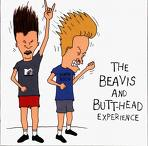 THE
BEAVIS AND
BUTT-HEAD
EXPERIENCE